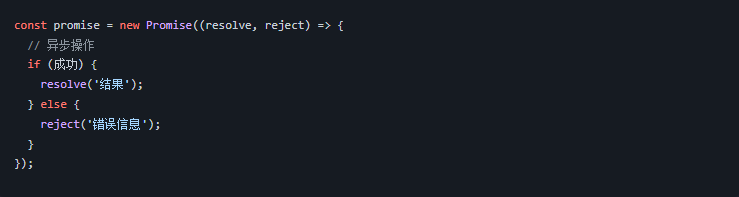 const promise = new Promise((resolve, reject) => {
  // 异步操作
  if (成功) {
    resolve('结果');
  } else {
    reject('错误信息');
  }
});